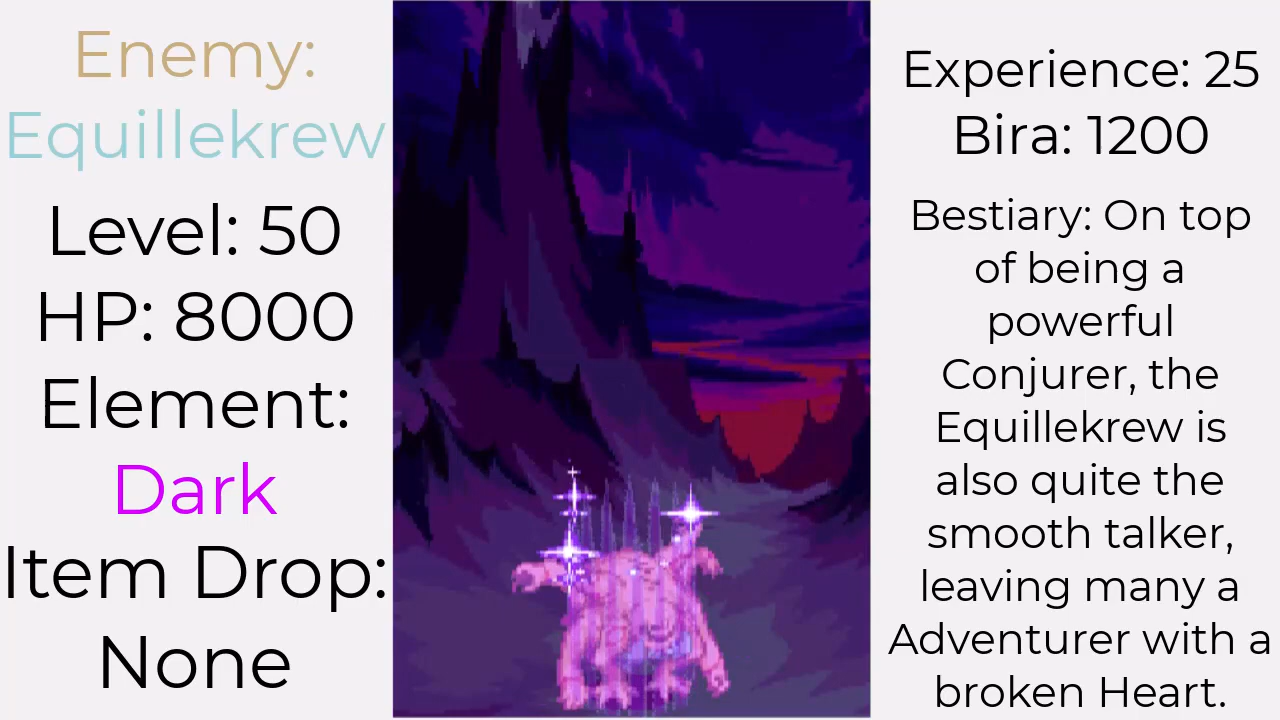 Enemy:
Equillekrew
Level: 50
HP: 8000
Element:
Dark
Item Drop:
None
Experience: 25
Bira: 1200
Bestiary: On top
of being a
powerful
Conjurer, the
Equillekrew is
also quite the
smooth talker,
leaving many a
Adventurer with a
broken Heart.